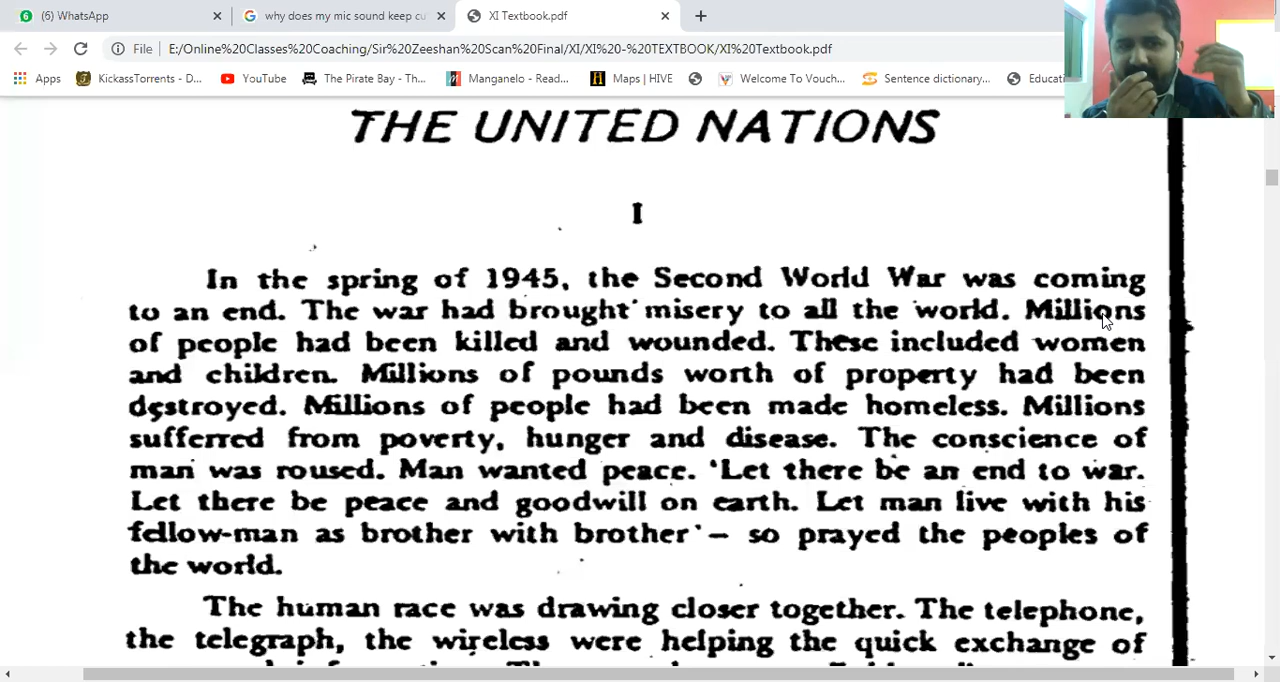 (6) WhatsApp
why does my mic sound keep cu
XI Textbook.pdf
File
E:/Online%20Classes%20Coaching/Sir%20Zeeshan%20Scan%20Final/XI/XI%20-%20TEXTBOOK/XI%20Textbook.pdf
Apps
KickassTorrents - D...
YouTube
The Pirate Bay - Th...
Manganelo - Read...
Maps | HIVE
Welcome To Vouch...
Sentence dictionary...
Educati
THE UNITED NATIONS
I
In the spring of 1945, the Second World War was coming
to an end. The war had brought misery to all the world. Millions
of people had been killed and wounded. These included women
and children. Millions of pounds worth of property had been
destroyed. Millions of people had been made homeless. Millions
sufferred from poverty, hunger and disease. The conscience of
man was roused. Man wanted peace. 'Let there be an end to war.
Let there be peace and goodwill on earth. Let man live with his
fellow-man as brother with brother' – so prayed the peoples of
the world.
The human race was drawing closer together. The telephone,
the telegraph, the wireless were helping the quick exchange of